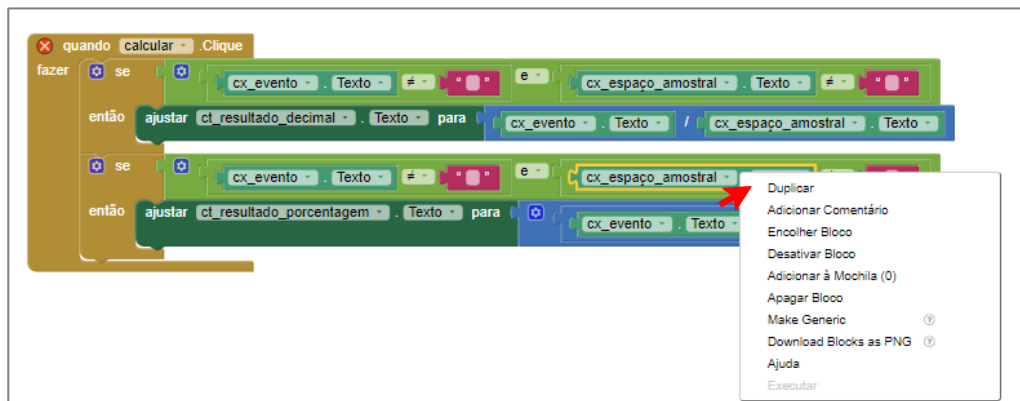 quando calcular .Clique
fazer se cx_evento . Texto ≠ " " e cx_espaço_amostral . Texto ≠ " "
então ajustar ct_resultado_decimal . Texto para cx_evento . Texto / cx_espaço_amostral . Texto
se cx_evento . Texto ≠ " " e cx_espaço_amostral
então ajustar ct_resultado_porcentagem . Texto para cx_evento . Texto
Duplicar
Adicionar Comentário
Encolher Bloco
Desativar Bloco
Adicionar à Mochila (0)
Apagar Bloco
Make Generic ?
Download Blocks as PNG ?
Ajuda
Executar